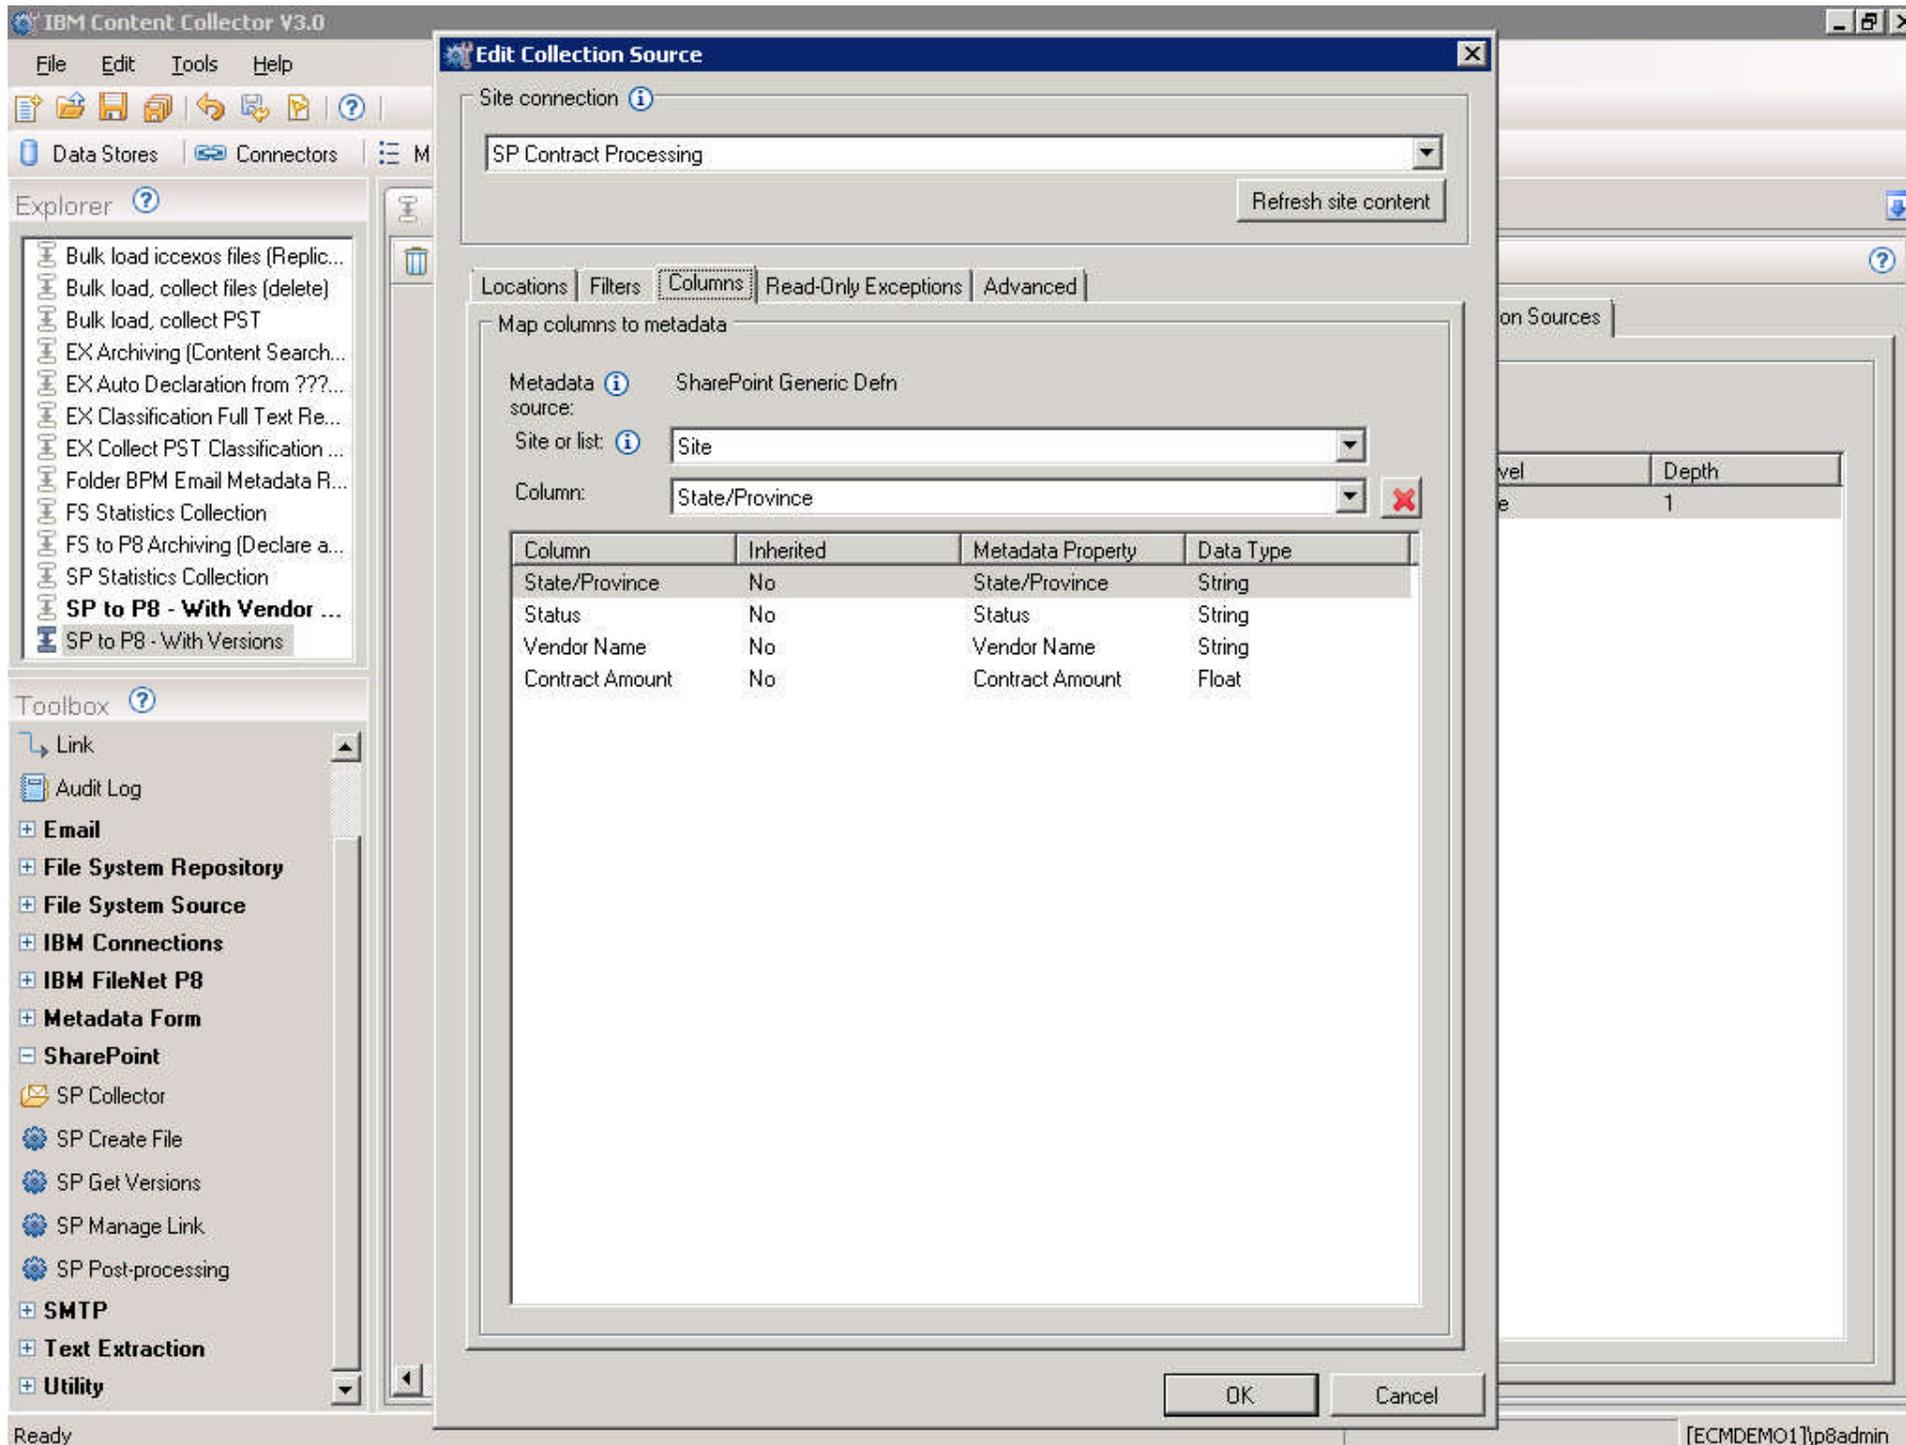 IBM Content Collector V3.0
File Edit Tools Help
Data Stores Connectors M
Explorer
Bulk load iccexos files (Replic...
Bulk load, collect files (delete)
Bulk load, collect PST
EX Archiving (Content Search...
EX Auto Declaration from ???...
EX Classification Full Text Re...
EX Collect PST Classification ...
Folder BPM Email Metadata R...
FS Statistics Collection
FS to P8 Archiving (Declare a...
SP Statistics Collection
SP to P8 - With Vendor ...
SP to P8 - With Versions
Toolbox
Link
Audit Log
Email
File System Repository
File System Source
IBM Connections
IBM FileNet P8
Metadata Form
SharePoint
SP Collector
SP Create File
SP Get Versions
SP Manage Link
SP Post-processing
SMTP
Text Extraction
Utility
Edit Collection Source
Site connection
SP Contract Processing
Refresh site content
Locations Filters Columns Read-Only Exceptions Advanced
Map columns to metadata
Metadata source: SharePoint Generic Defn
Site or list: Site
Column: State/Province
Column Inherited Metadata Property Data Type
State/Province No State/Province String
Status No Status String
Vendor Name No Vendor Name String
Contract Amount No Contract Amount Float
OK Cancel
on Sources
vel Depth
e 1
Ready [ECMDEMO1]\p8admin